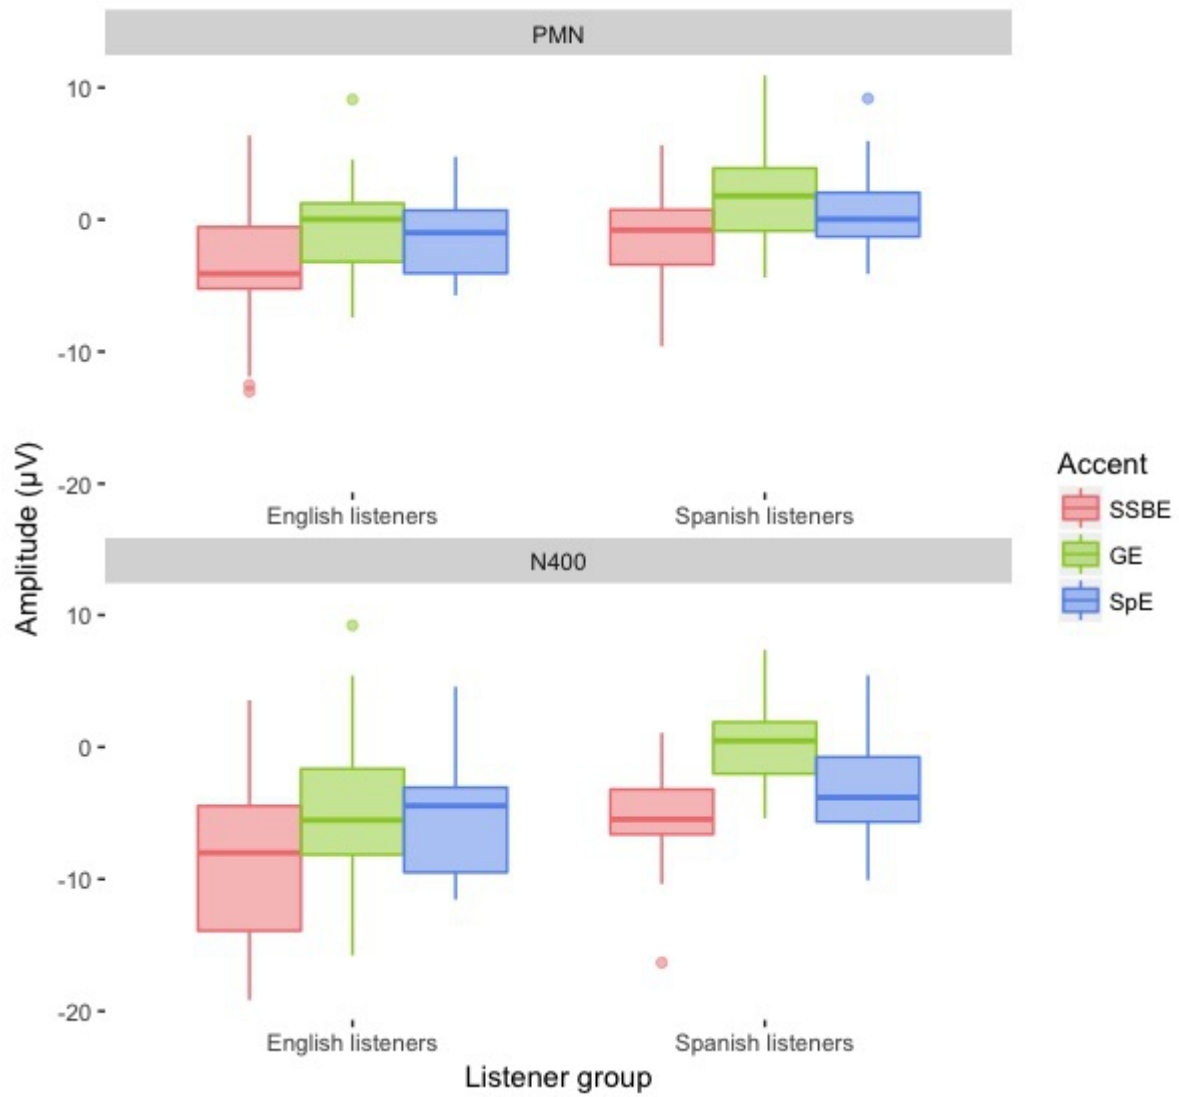 PMN
10
0
-10
-20
English listeners
Spanish listeners
N400
10
0
-10
-20
English listeners
Spanish listeners
Listener group
Amplitude (µV)
Accent
SSBE
GE
SpE